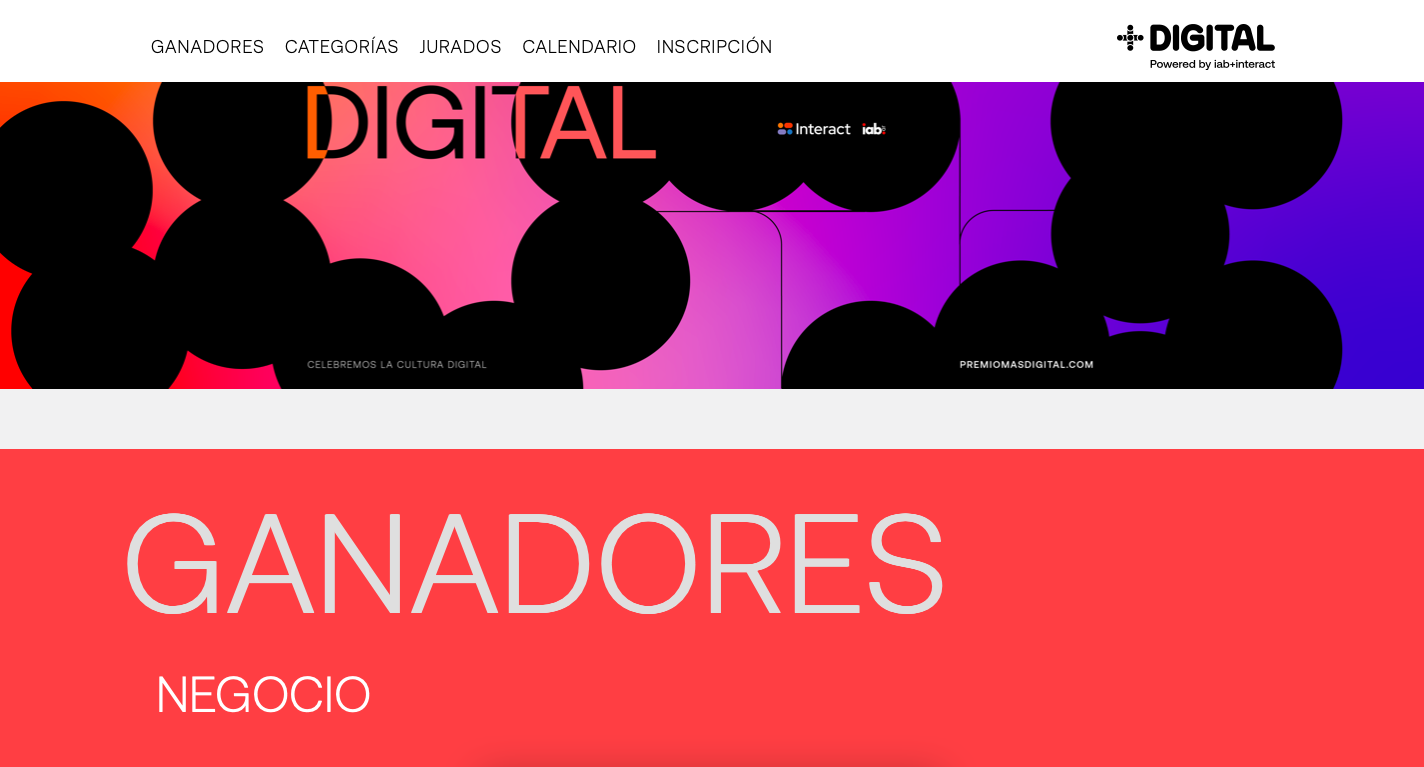 GANADORES CATEGORÍAS JURADOS CALENDARIO INSCRIPCIÓN
+DIGITAL
Powered by iab+interact
DIGITAL
Interact iab
CELEBREMOS LA CULTURA DIGITAL
PREMIOMASDIGITAL.COM
GANADORES
NEGOCIO